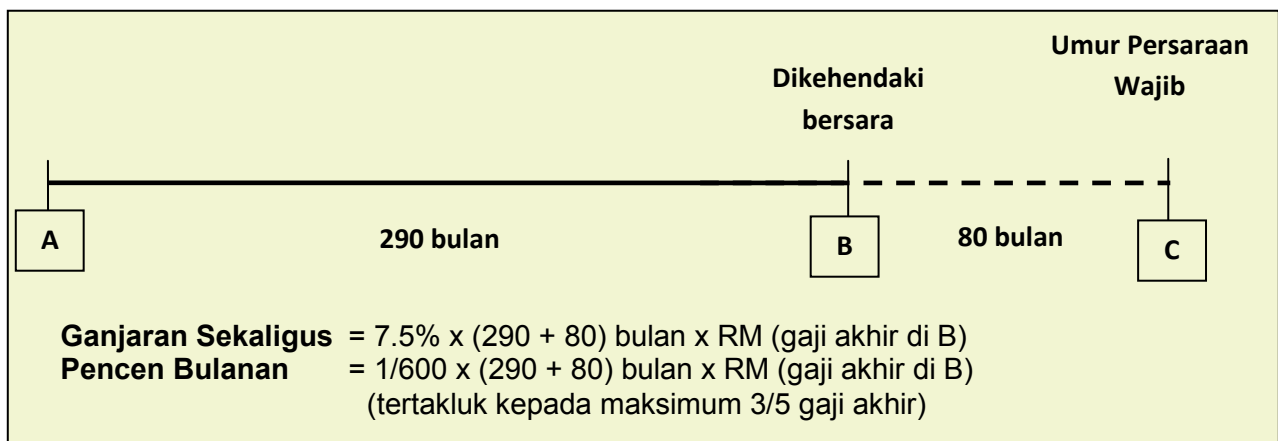 Umur Persaraan
Wajib
Dikehendaki
bersara
A
290 bulan
B
80 bulan
C
Ganjaran Sekaligus = 7.5% x (290 + 80) bulan x RM (gaji akhir di B)
Pencen Bulanan = 1/600 x (290 + 80) bulan x RM (gaji akhir di B)
(tertakluk kepada maksimum 3/5 gaji akhir)